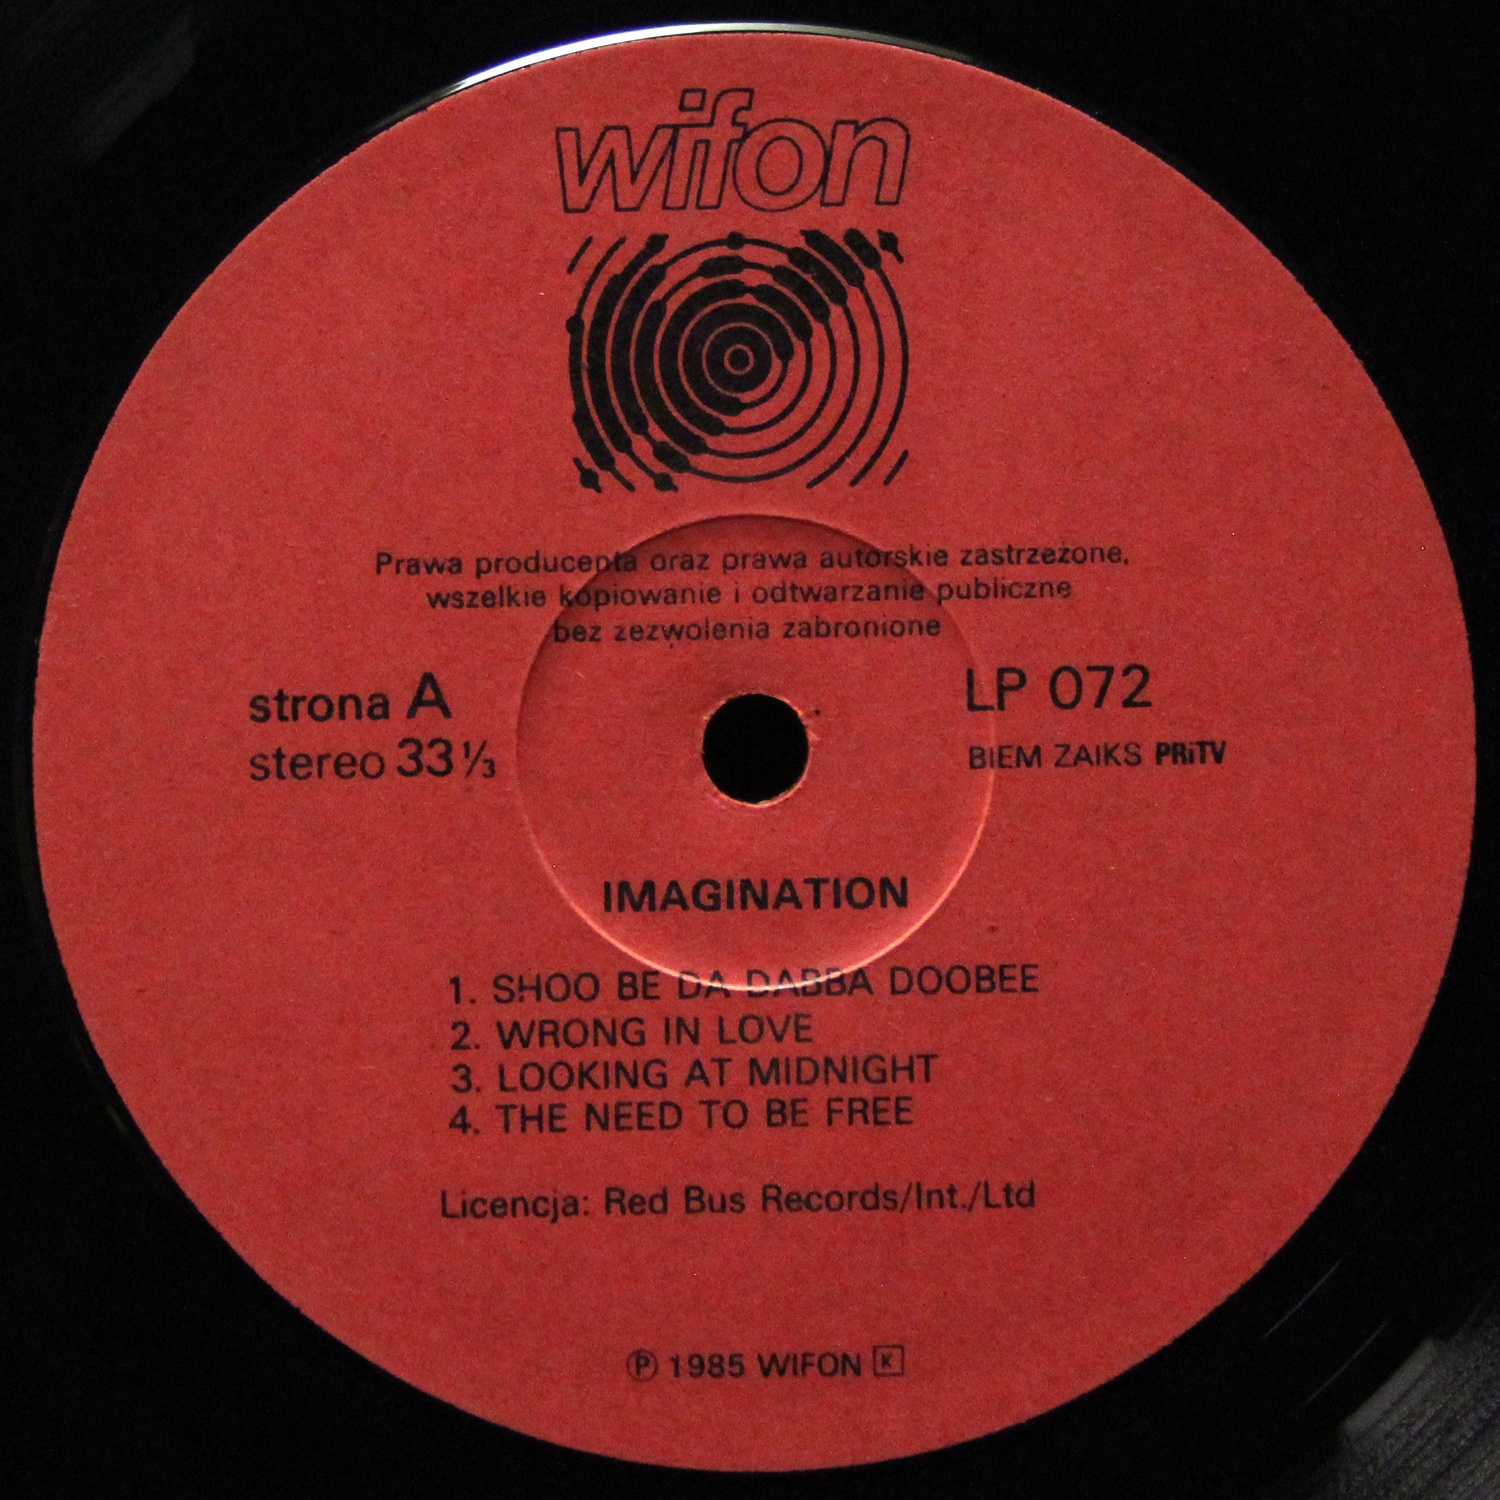 wifon
Prawa producenta oraz prawa autorskie zastrzeżone,
wszelkie kopiowanie i odtwarzanie publiczne
bez zezwolenia zabronione
strona A
stereo 33⅓
LP 072
BIEM ZAIKS PRiTV
IMAGINATION
1. SHOO BE DA DABBA DOOBEE
2. WRONG IN LOVE
3. LOOKING AT MIDNIGHT
4. THE NEED TO BE FREE
Licencja: Red Bus Records/Int./Ltd
Ⓟ 1985 WIFON K